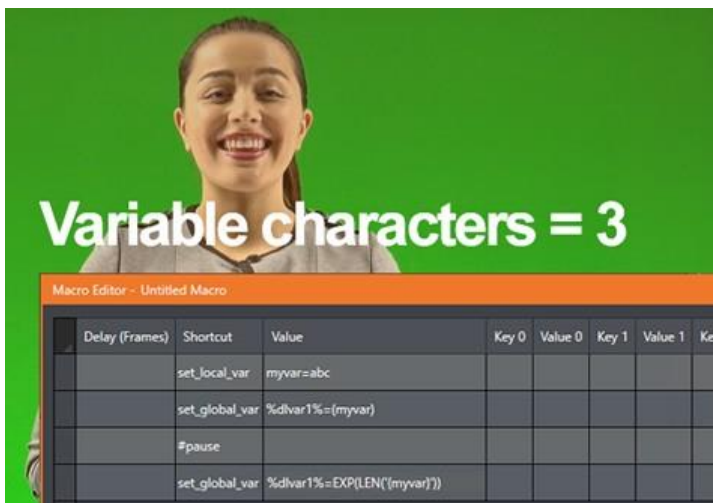 Variable characters = 3
Macro Editor - Untitled Macro
Delay (Frames) Shortcut Value Key 0 Value 0 Key 1 Value 1 Ke
set_local_var myvar=abc
set_global_var %dlvar1%={myvar}
#pause
set_global_var %dlvar1%=EXP(LEN('{myvar}'))